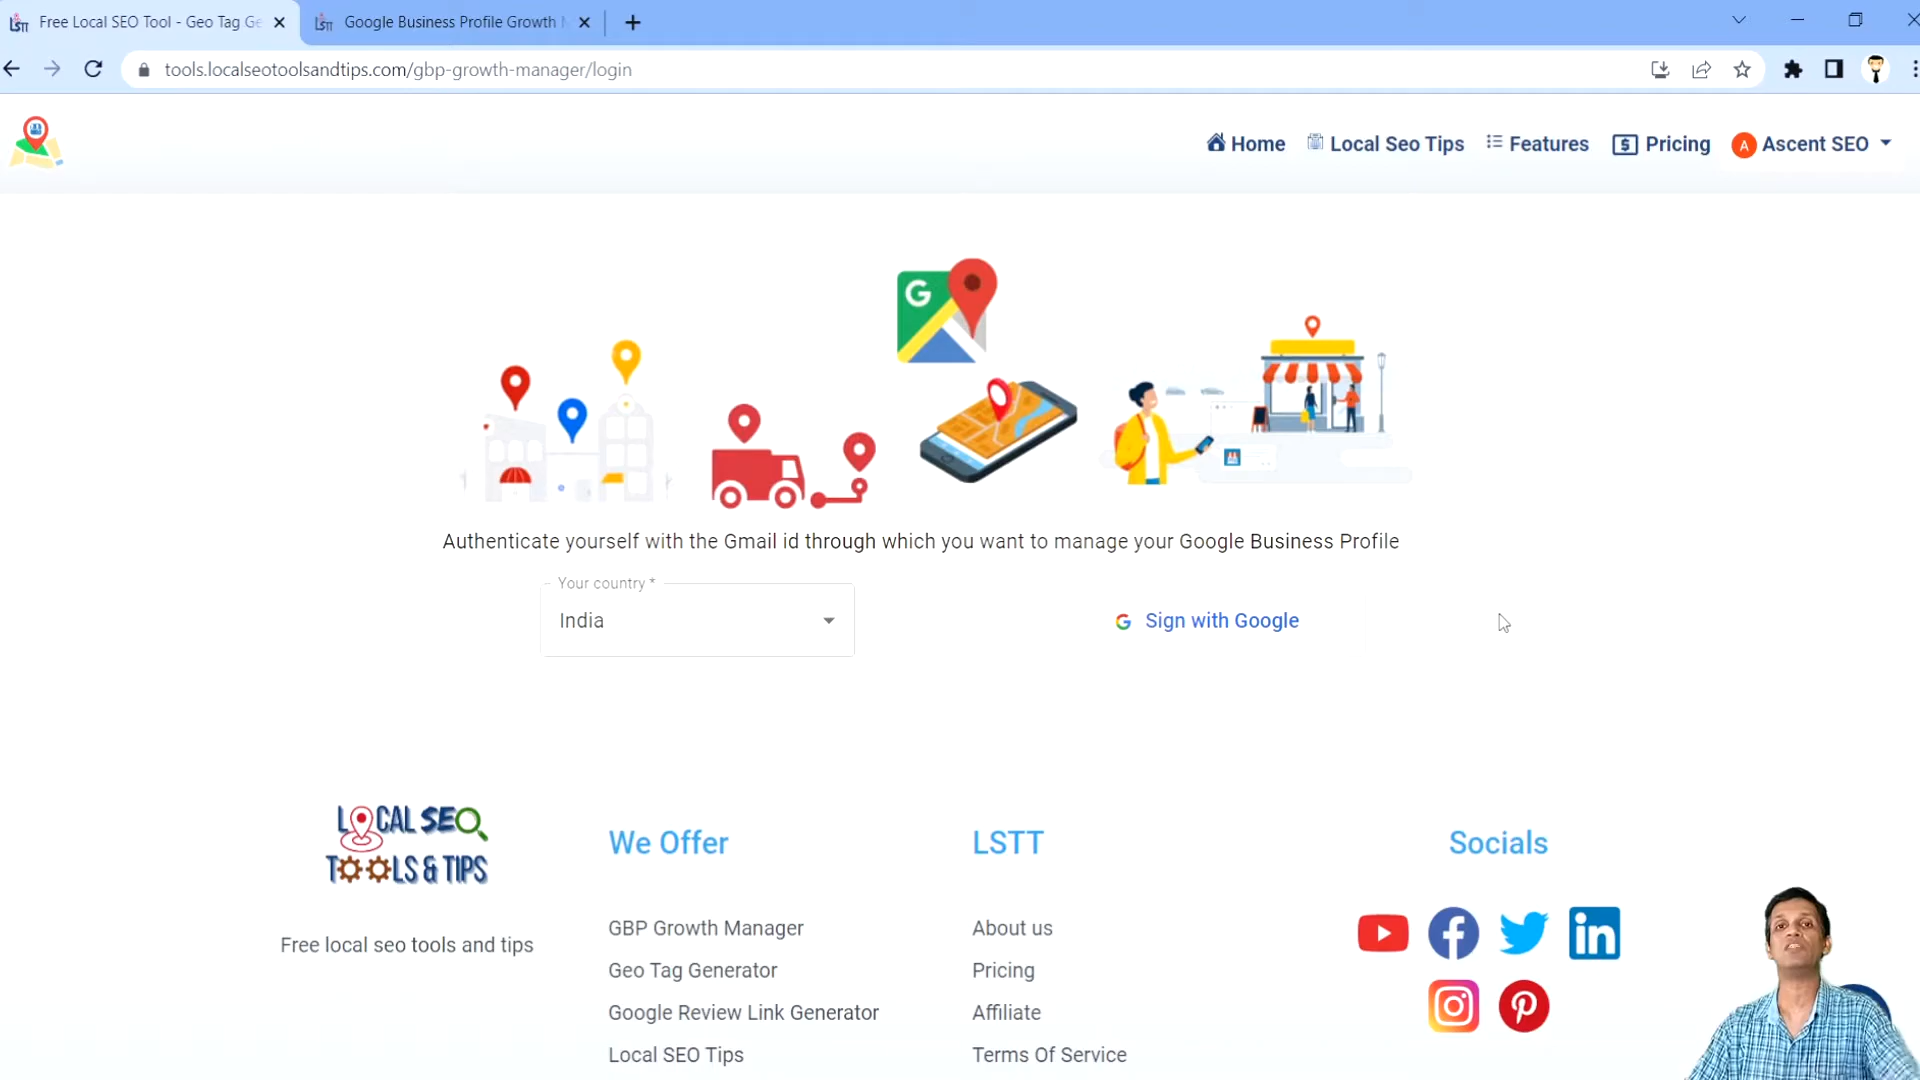 Free Local SEO Tool - Geo Tag Ge
Google Business Profile Growth M
tools.localseotoolsandtips.com/gbp-growth-manager/login
Home
Local Seo Tips
Features
$ Pricing
A Ascent SEO
G
Authenticate yourself with the Gmail id through which you want to manage your Google Business Profile
Your country *
India
G Sign with Google
LOCAL SEO
TOOLS & TIPS
Free local seo tools and tips
We Offer
GBP Growth Manager
Geo Tag Generator
Google Review Link Generator
Local SEO Tips
LSTT
About us
Pricing
Affiliate
Terms Of Service
Socials
in